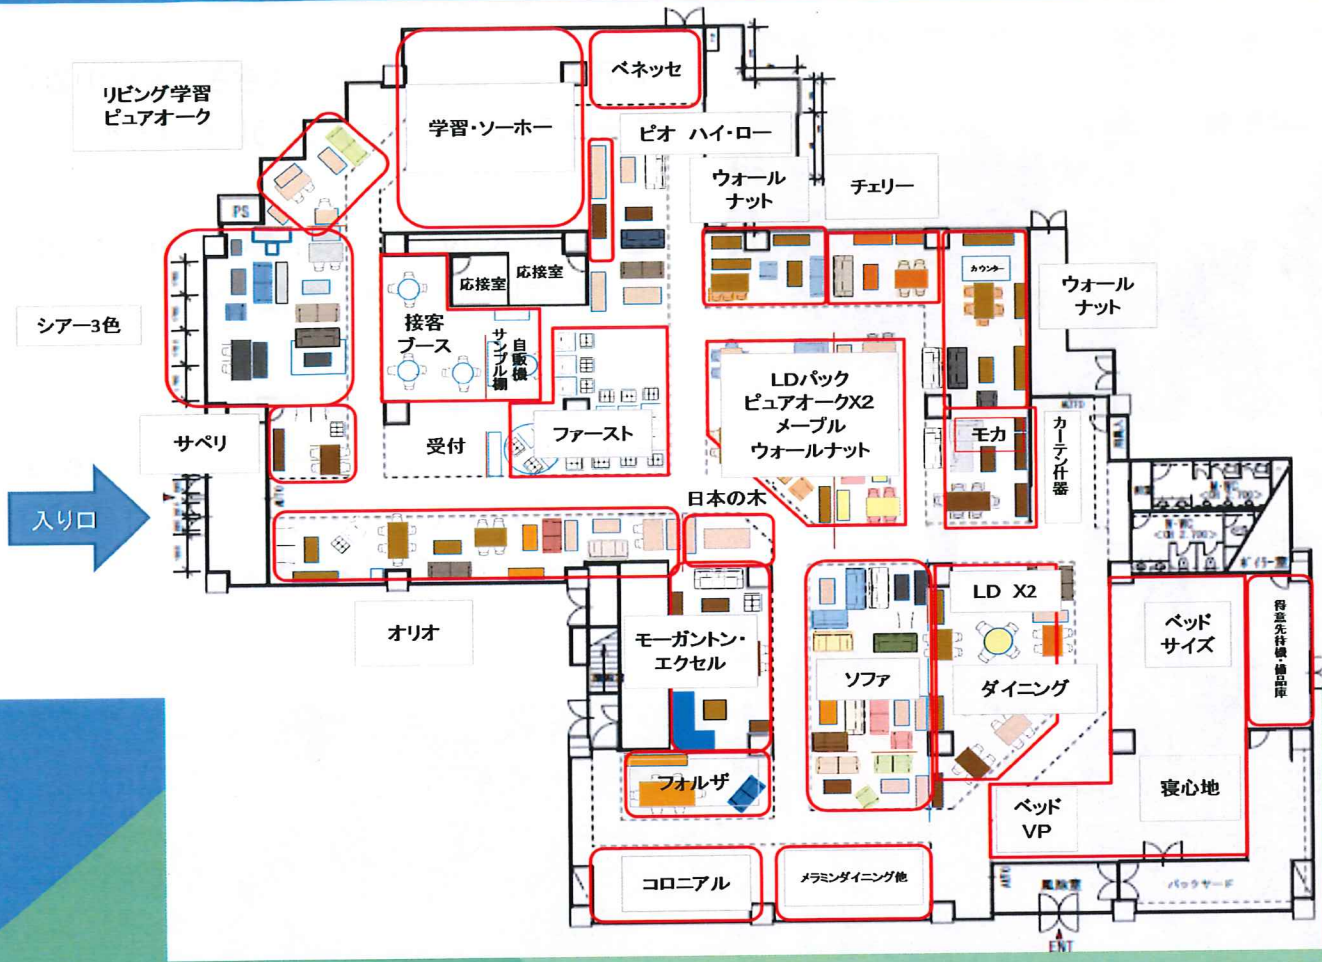 ベネッセ
リビング学習
ピュアオーク
学習・ソーホー
ピオ ハイ・ロー
ウォール
ナット
チェリー
PS
カウンター
ウォール
ナット
応接室
応接室
シアー3色
接客
ブース
サンプル棚
自販機
LDパック
ピュアオークX2
メープル
ウォールナット
サペリ
受付
ファースト
モカ
カーテン什器
入り口
日本の木
オリオ
モーガントン・
エクセル
ソファ
LD X2
ダイニング
ベッド
サイズ
得意先待機・備品庫
フォルザ
ベッド
VP
寝心地
コロニアル
メラミンダイニング他
風除室
バックヤード
ENT